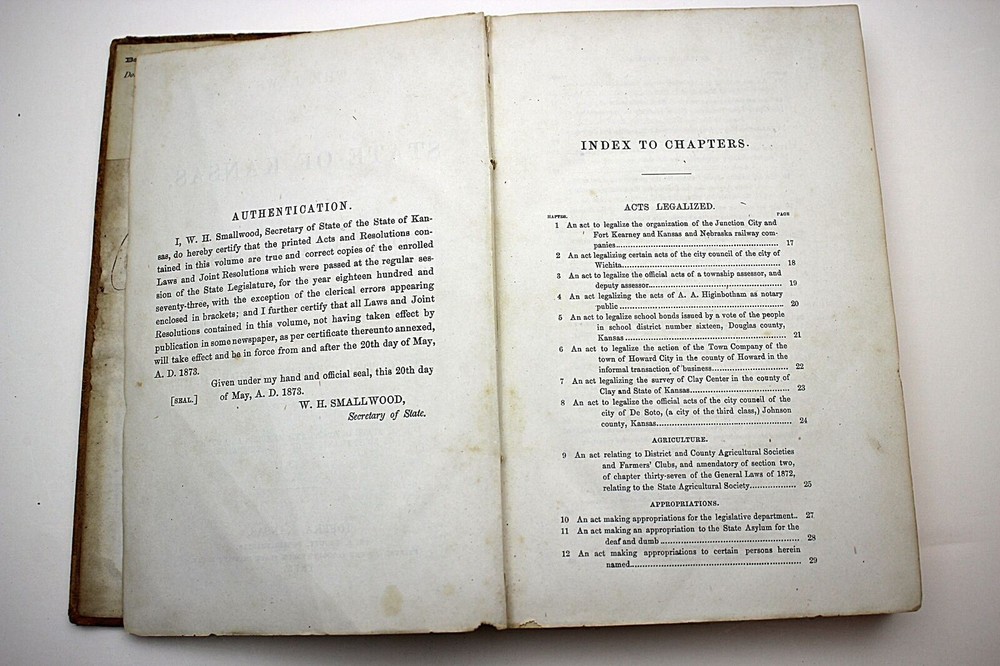 AUTHENTICATION.
I, W. H. Smallwood, Secretary of State of the State of Kan-
sas, do hereby certify that the printed Acts and Resolutions con-
tained in this volume are true and correct copies of the enrolled
Laws and Joint Resolutions which were passed at the regular ses-
sion of the State Legislature, for the year eighteen hundred and
seventy-three, with the exception of the clerical errors appearing
enclosed in brackets; and I further certify that all Laws and Joint
Resolutions contained in this volume, not having taken effect by
publication in some newspaper, as per certificate thereunto annexed,
will take effect and be in force from and after the 20th day of May,
A. D. 1873.
Given under my hand and official seal, this 20th day
[SEAL.] of May, A. D. 1873.
W. H. SMALLWOOD,
Secretary of State.
INDEX TO CHAPTERS.
ACTS LEGALIZED.
HAPTER. PAGE
1 An act to legalize the organization of the Junction City and
Fort Kearney and Kansas and Nebraska railway com-
panies 17
2 An act legalizing certain acts of the city council of the city of
Wichita 18
3 An act to legalize the official acts of a township assessor, and
deputy assessor 19
4 An act legalizing the acts of A. A. Higinbotham as notary
public 20
5 An act to legalize school bonds issued by a vote of the people
in school district number sixteen, Douglas county,
Kansas 21
6 An act to legalize the action of the Town Company of the
town of Howard City in the county of Howard in the
informal transaction of business 22
7 An act legalizing the survey of Clay Center in the county of
Clay and State of Kansas 23
8 An act to legalize the official acts of the city council of the
city of De Soto, (a city of the third class,) Johnson
county, Kansas 24
AGRICULTURE.
9 An act relating to District and County Agricultural Societies
and Farmers' Clubs, and amendatory of section two,
of chapter thirty-seven of the General Laws of 1872,
relating to the State Agricultural Society 25
APPROPRIATIONS.
10 An act making appropriations for the legislative department.. 27
11 An act making an appropriation to the State Asylum for the
deaf and dumb 28
12 An act making appropriations to certain persons herein
named 29